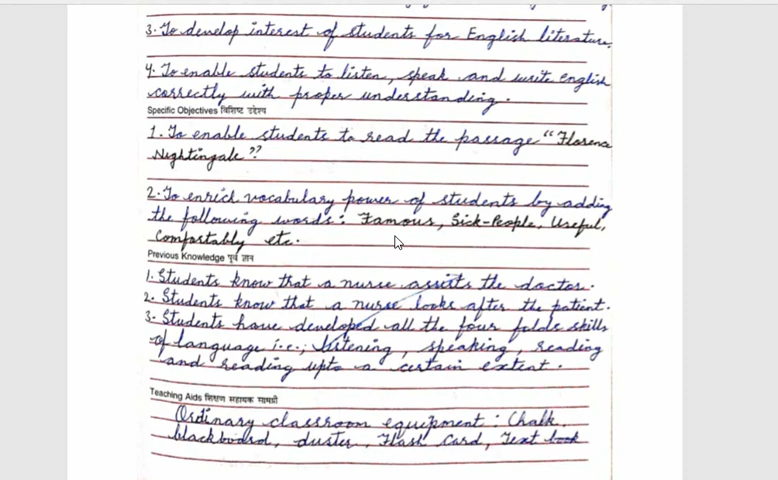 3. To develop interest of students for English literature.
4. To enable students to listen, speak and write english
correctly with proper understanding.
Specific Objectives विशिष्ट उद्देश्य
1. To enable students to read the passage "Florence
Nightingale"
2. To enrich vocabulary power of students by adding
the following words: Famous, Sick-People, Useful,
Comfortably etc.
Previous Knowledge पूर्व ज्ञान
1. Students know that a nurse assists the doctor.
2. Students know that a nurse looks after the patient.
3. Students have developed all the four folds skills
of language i.e.; listening, speaking, reading
and reading upto a certain extent.
Teaching Aids शिक्षण सहायक सामग्री
Ordinary classroom equipment: Chalk,
blackboard, duster, Flash Card, Text book